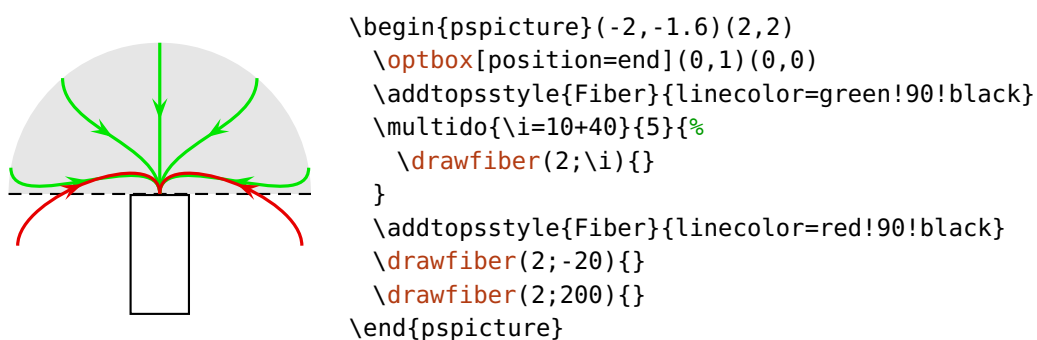 \begin{pspicture}(-2,-1.6)(2,2)
  \optbox[position=end](0,1)(0,0)
  \addtopsstyle{Fiber}{linecolor=green!90!black}
  \multido{\i=10+40}{5}{%
    \drawfiber(2;\i){}
  }
  \addtopsstyle{Fiber}{linecolor=red!90!black}
  \drawfiber(2;-20){}
  \drawfiber(2;200){}
\end{pspicture}